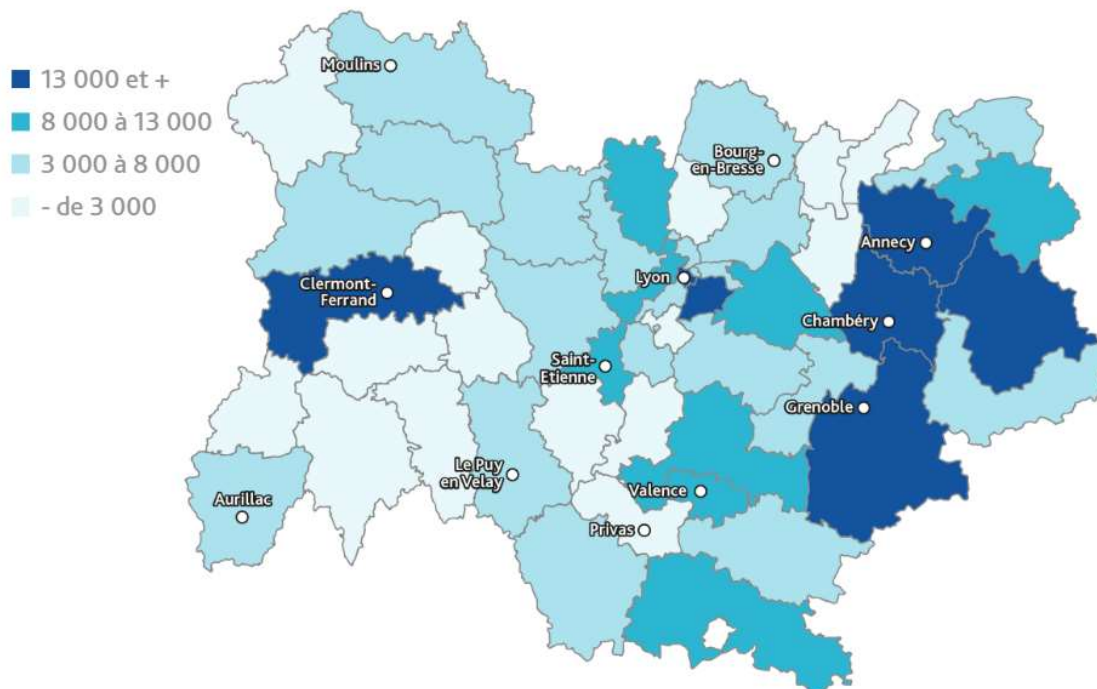 13 000 et +
8 000 à 13 000
3 000 à 8 000
- de 3 000
Moulins
Bourg-
en-Bresse
Annecy
Lyon
Clermont-
Ferrand
Chambéry
Saint-
Etienne
Grenoble
Le Puy
en Velay
Valence
Aurillac
Privas